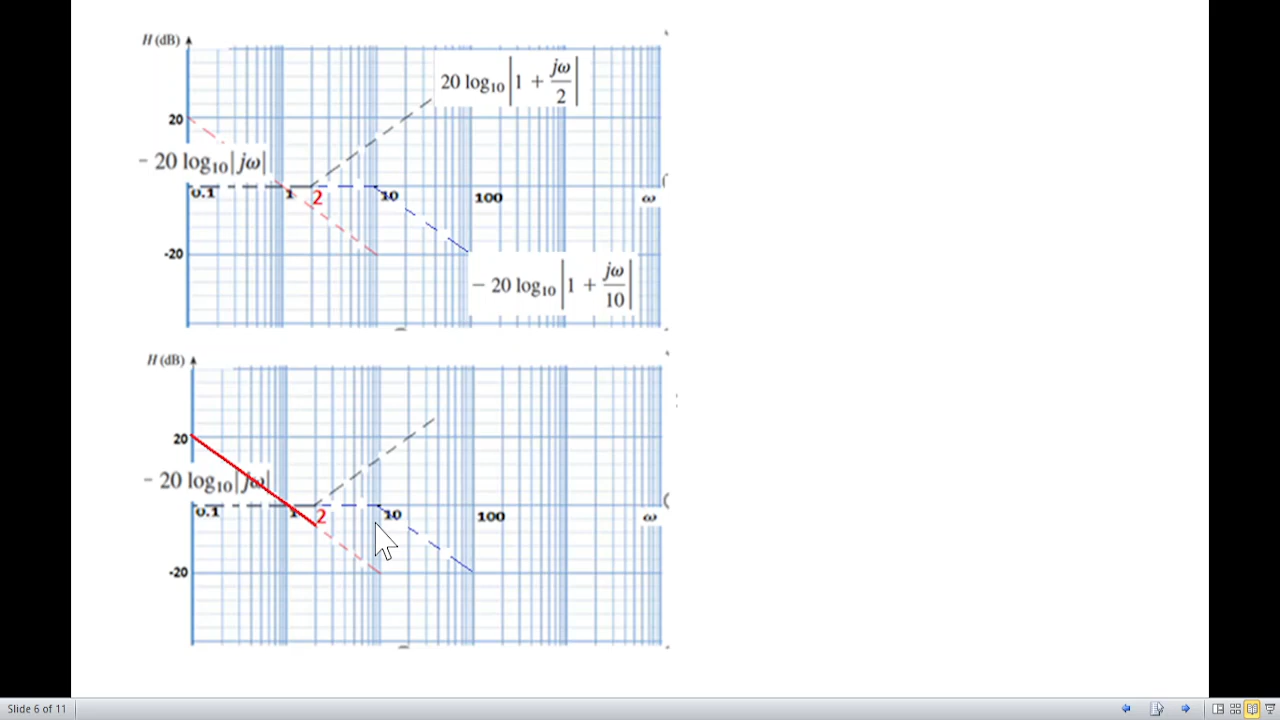 H (dB)
20 log₁₀|1 + jω/2|
20
− 20 log₁₀|jω|
0.1 1 2 10 100 ω
-20
− 20 log₁₀|1 + jω/10|
H (dB)
20
− 20 log₁₀|jω|
0.1 1 2 10 100 ω
-20
Slide 6 of 11